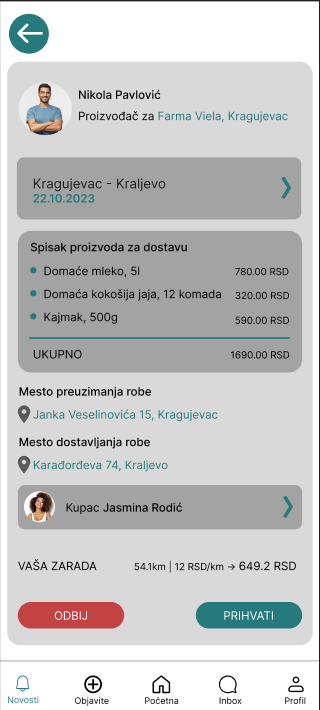 Nikola Pavlović
Proizvođač za Farma Viela, Kragujevac
Kragujevac - Kraljevo
22.10.2023
Spisak proizvoda za dostavu
Domaće mleko, 5l 780.00 RSD
Domaća kokošija jaja, 12 komada 320.00 RSD
Kajmak, 500g 590.00 RSD
UKUPNO 1690.00 RSD
Mesto preuzimanja robe
Janka Veselinovića 15, Kragujevac
Mesto dostavljanja robe
Karađorđeva 74, Kraljevo
Kupac Jasmina Rodić
VAŠA ZARADA 54.1km | 12 RSD/km → 649.2 RSD
ODBIJ PRIHVATI
Novosti Objavite Početna Inbox Profil